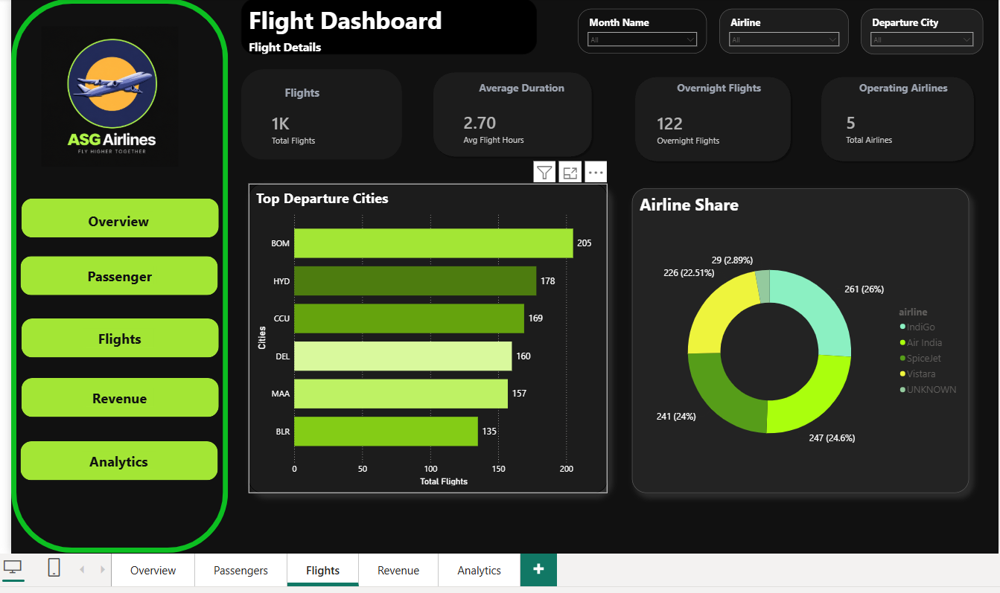 ASG Airlines
FLY HIGHER TOGETHER
Overview
Passenger
Flights
Revenue
Analytics
Flight Dashboard
Flight Details
Month Name
All
Airline
All
Departure City
All
Flights
1K
Total Flights
Average Duration
2.70
Avg Flight Hours
Overnight Flights
122
Overnight Flights
Operating Airlines
5
Total Airlines
Top Departure Cities
Cities
BOM 205
HYD 178
CCU 169
DEL 160
MAA 157
BLR 135
0 50 100 150 200
Total Flights
Airline Share
29 (2.89%)
226 (22.51%)
261 (26%)
241 (24%)
247 (24.6%)
airline
IndiGo
Air India
SpiceJet
Vistara
UNKNOWN
Overview Passengers Flights Revenue Analytics +